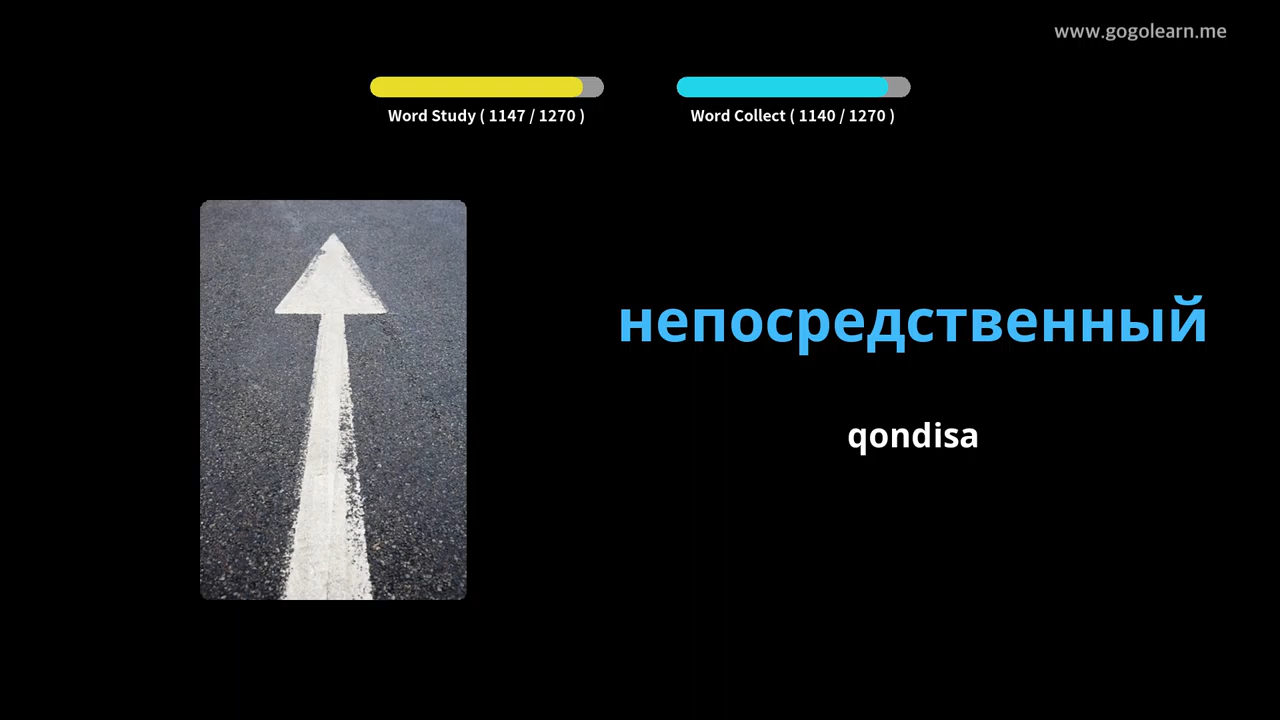 www.gogolearn.me
Word Study ( 1147 / 1270 )
Word Collect ( 1140 / 1270 )
непосредственный
qondisa